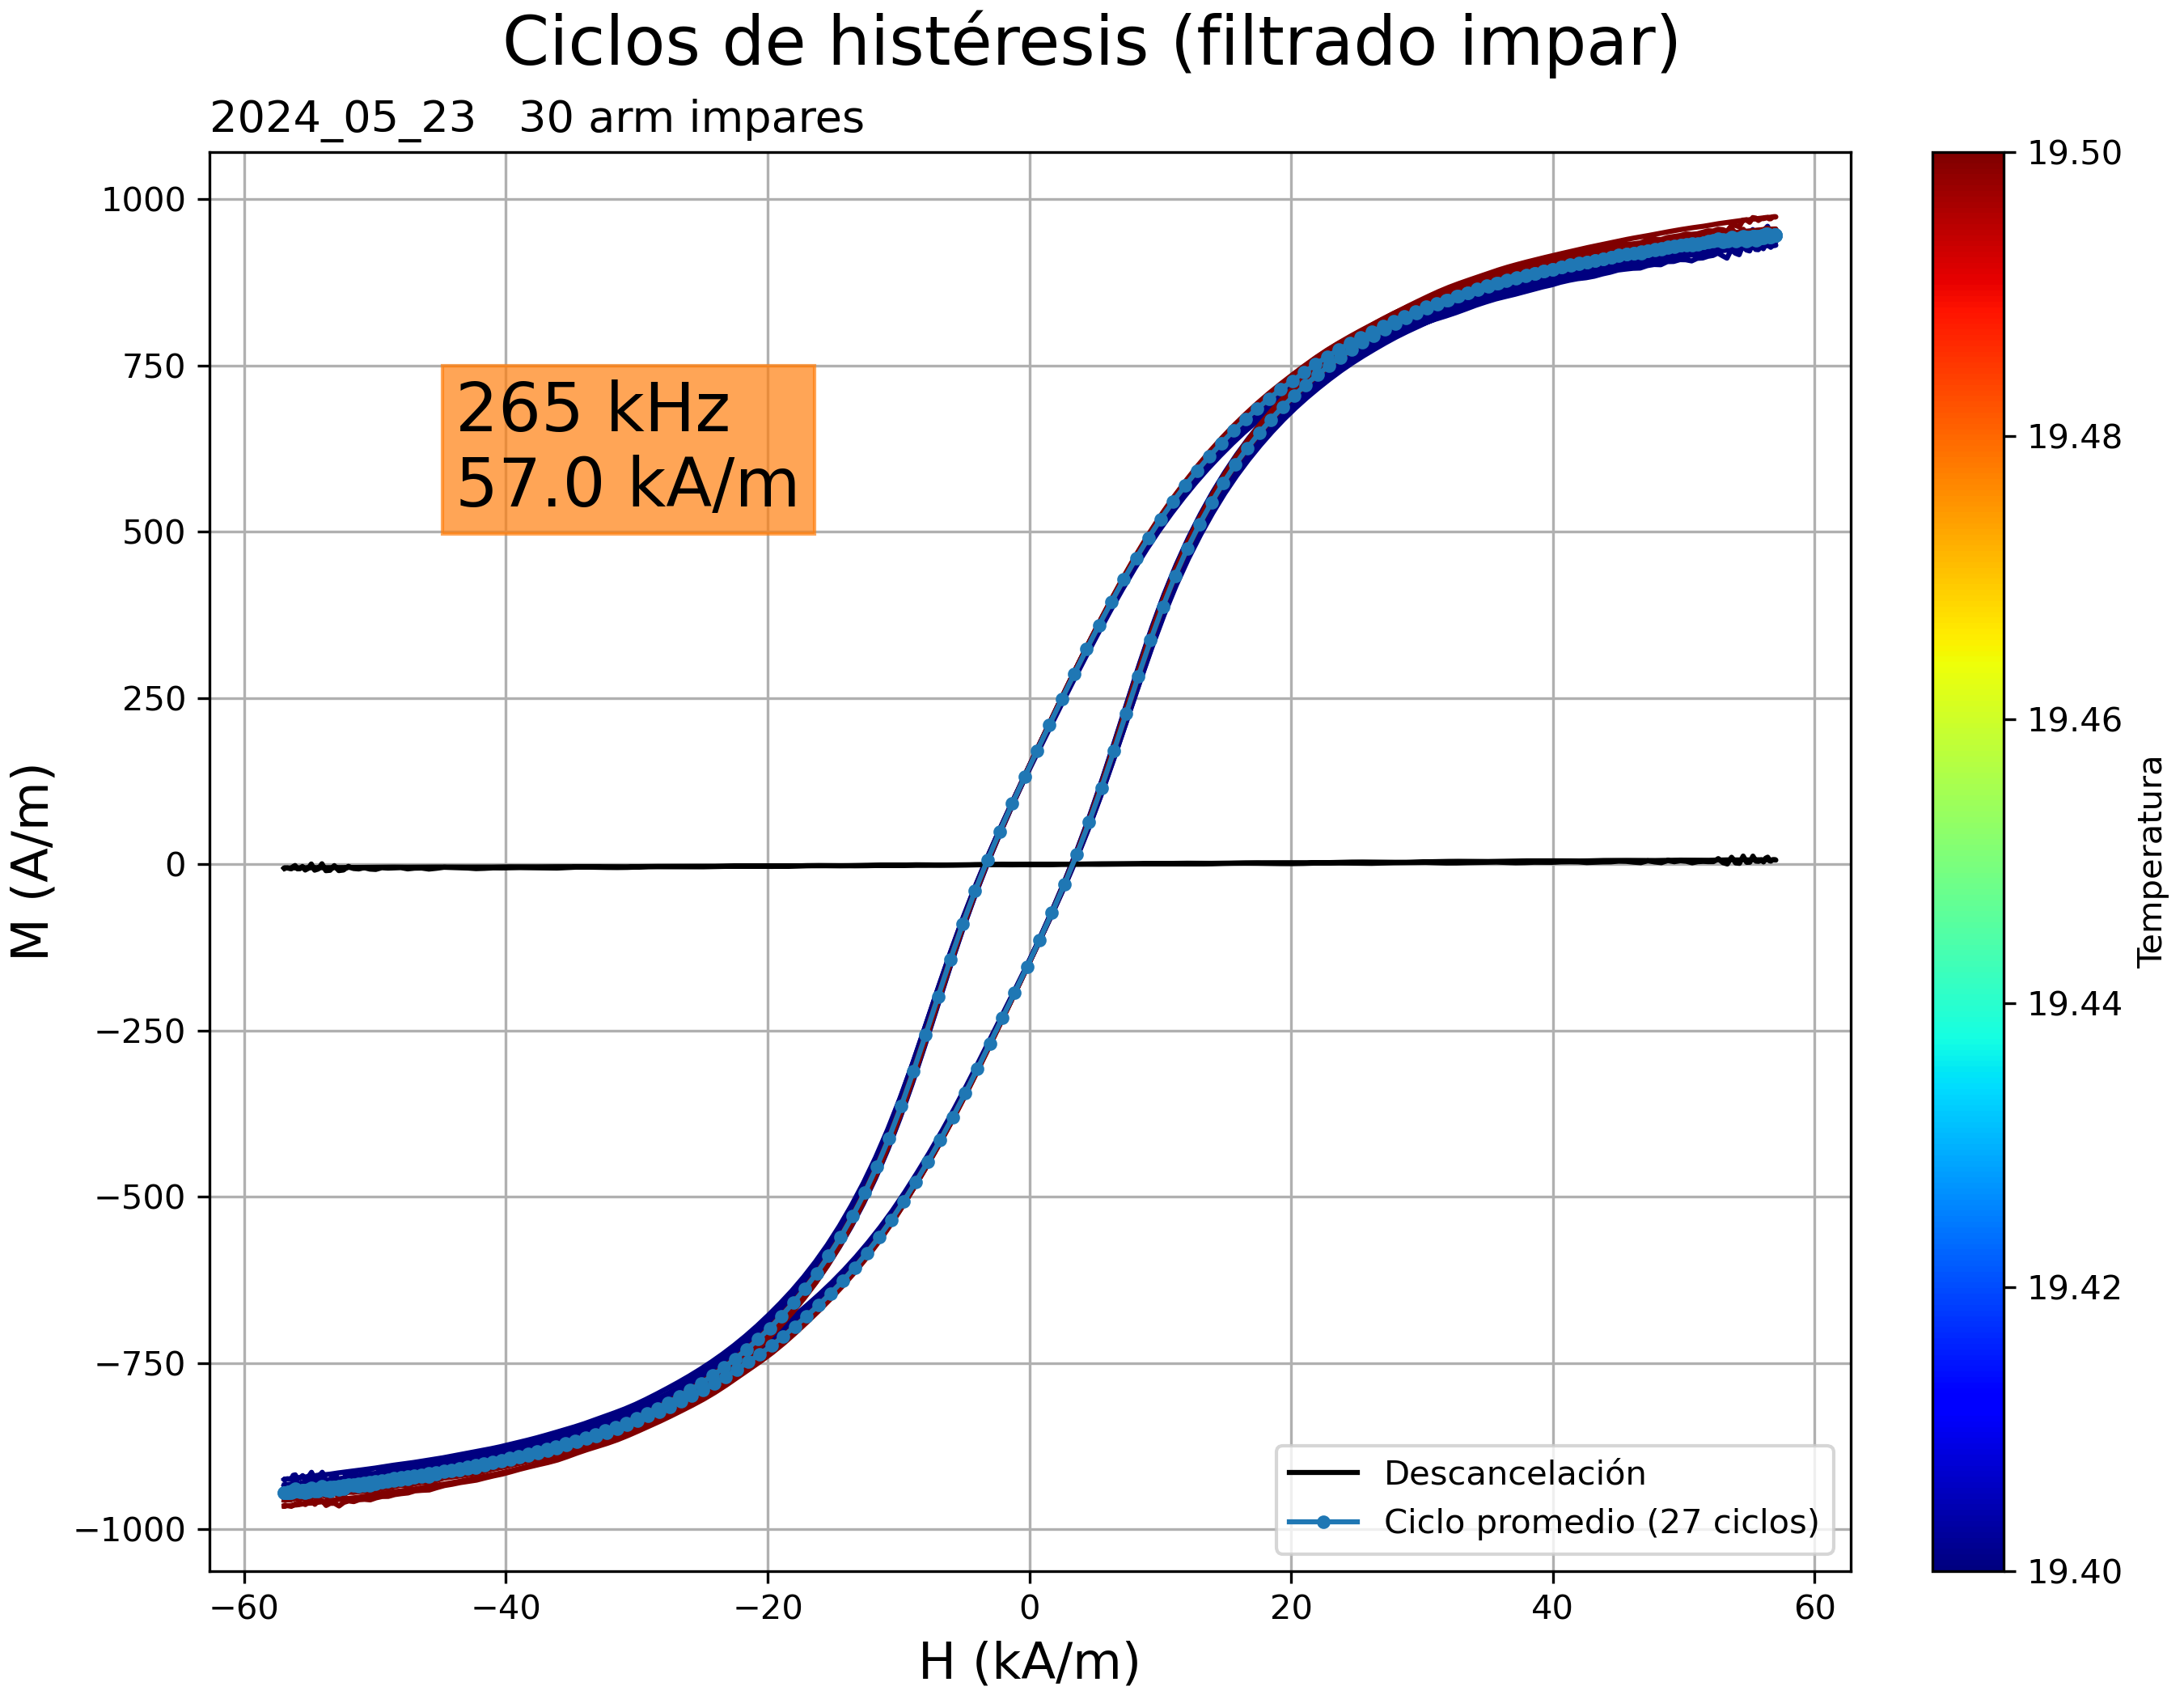 Ciclos de histéresis (filtrado impar)
2024_05_23   30 arm impares
265 kHz
57.0 kA/m
M (A/m)
1000
750
500
250
0
−250
−500
−750
−1000
−60
−40
−20
0
20
40
60
H (kA/m)
Descancelación
Ciclo promedio (27 ciclos)
19.50
19.48
19.46
19.44
19.42
19.40
Temperatura